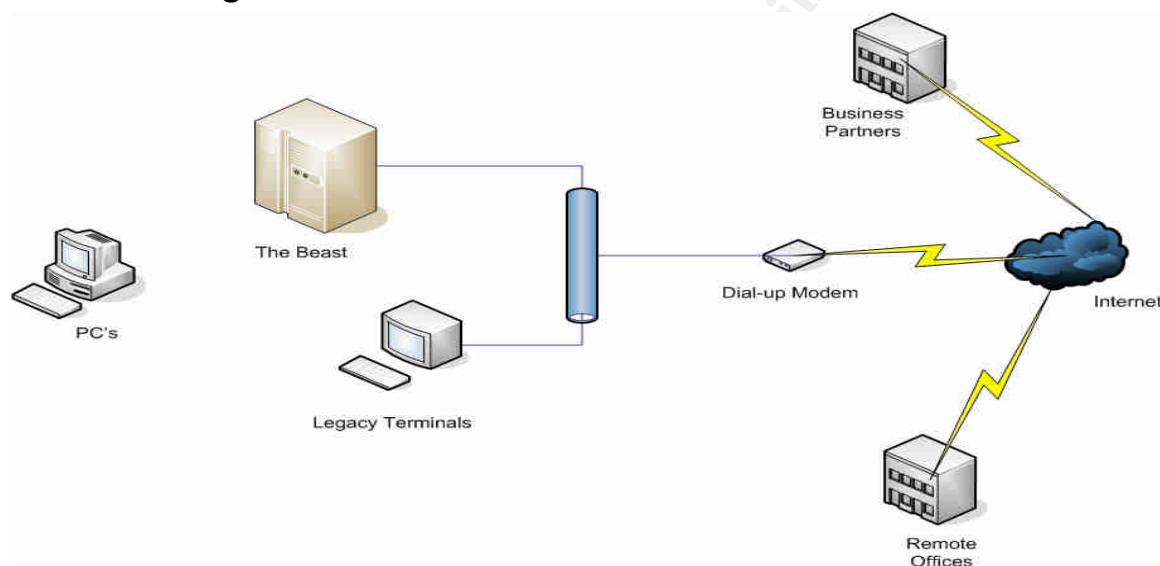 Business
Partners
The Beast
PC's
Dial-up Modem
Internet
Legacy Terminals
Remote
Offices